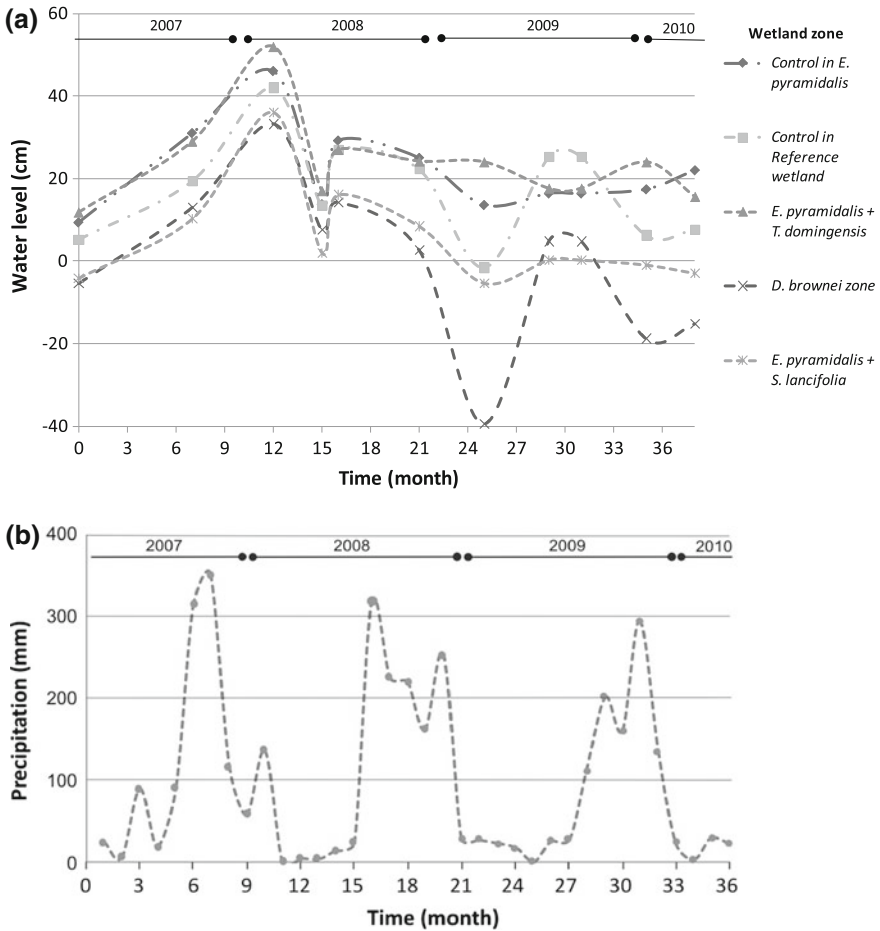 (a)
60
40
20
0
-20
-40
Water level (cm)
2007
2008
2009
2010
0 3 6 9 12 15 18 21 24 27 30 33 36
Time (month)
Wetland zone
Control in E.
pyramidalis
Control in
Reference
wetland
E. pyramidalis +
T. domingensis
D. brownei zone
E. pyramidalis +
S. lancifolia
(b)
400
300
200
100
0
Precipitation (mm)
2007
2008
2009
2010
0 3 6 9 12 15 18 21 24 27 30 33 36
Time (month)